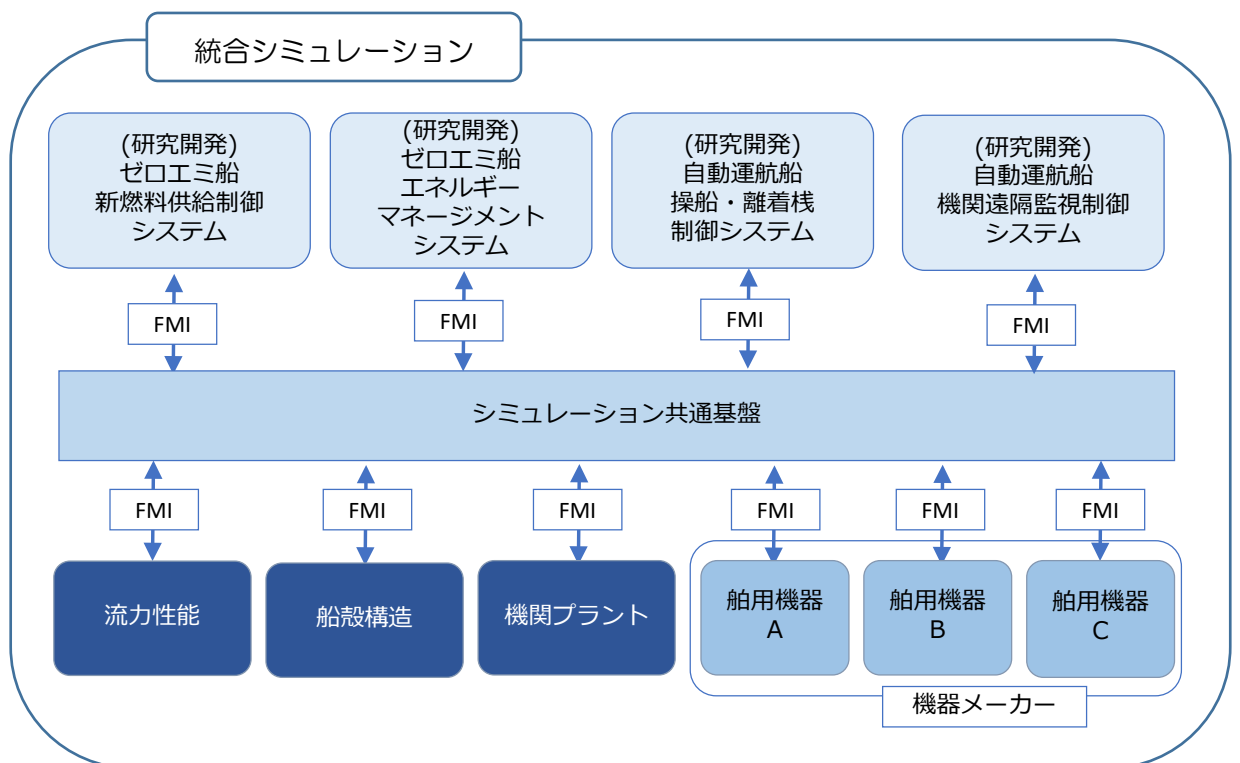 統合シミュレーション
(研究開発)
ゼロエミ船
新燃料供給制御
システム
(研究開発)
ゼロエミ船
エネルギー
マネージメント
システム
(研究開発)
自動運航船
操船・離着桟
制御システム
(研究開発)
自動運航船
機関遠隔監視制御
システム
FMI
FMI
FMI
FMI
シミュレーション共通基盤
FMI
FMI
FMI
FMI
FMI
FMI
流力性能
船殻構造
機関プラント
舶用機器
A
舶用機器
B
舶用機器
C
機器メーカー